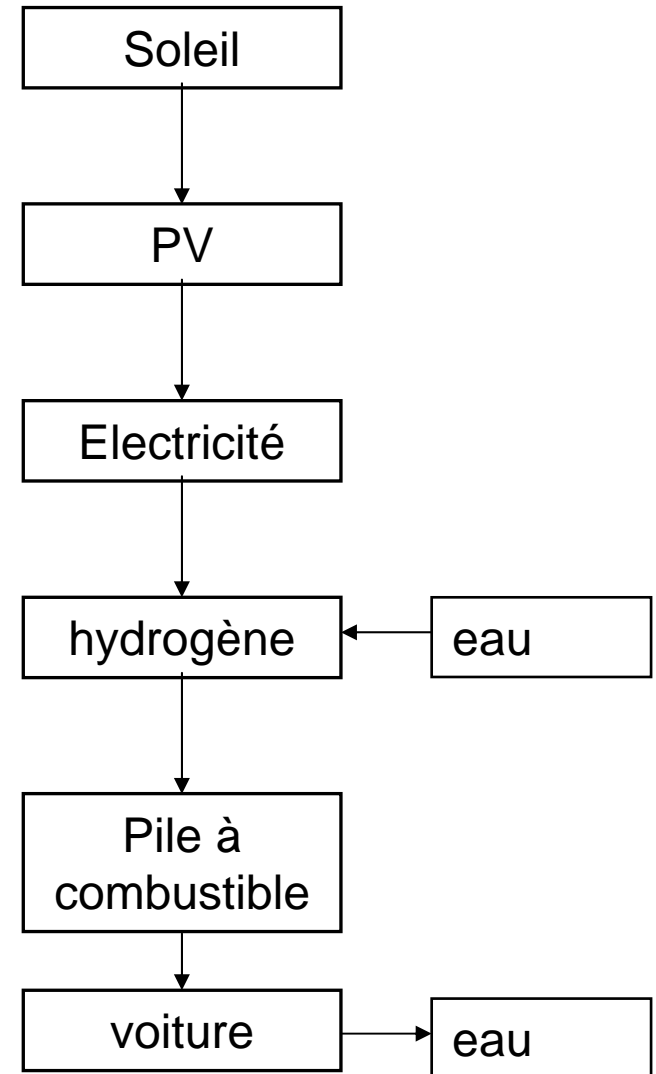 Soleil
PV
Electricité
hydrogène
eau
Pile à
combustible
voiture
eau